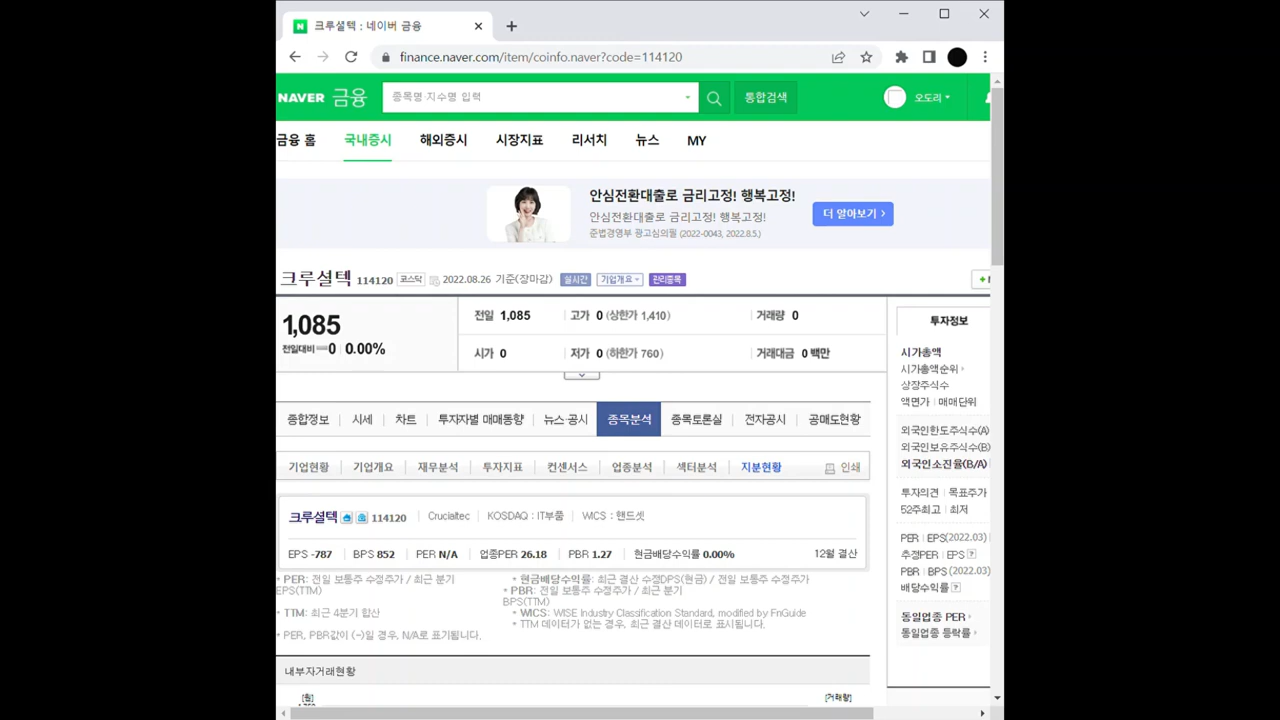 크루셜텍 : 네이버 금융
finance.naver.com/item/coinfo.naver?code=114120
NAVER 금융 종목명·지수명 입력 통합검색 오도리
금융 홈 국내증시 해외증시 시장지표 리서치 뉴스 MY
안심전환대출로 금리고정! 행복고정!
안심전환대출로 금리고정! 행복고정!
준법경영부 광고심의필 (2022-0043, 2022.8.5.)
더 알아보기 >
크루셜텍 114120 코스닥 2022.08.26 기준(장마감) 실시간 기업개요 관리종목
1,085
전일대비 0 0.00%
전일 1,085 고가 0 (상한가 1,410) 거래량 0
시가 0 저가 0 (하한가 760) 거래대금 0 백만
종합정보 시세 차트 투자자별 매매동향 뉴스·공시 종목분석 종목토론실 전자공시 공매도현황
기업현황 기업개요 재무분석 투자지표 컨센서스 업종분석 섹터분석 지분현황 인쇄
크루셜텍 114120 Crucialtec KOSDAQ : IT부품 WICS : 핸드셋
EPS -787 BPS 852 PER N/A 업종PER 26.18 PBR 1.27 현금배당수익률 0.00% 12월 결산
* PER: 전일 보통주 수정주가 / 최근 분기
EPS(TTM)
* TTM: 최근 4분기 합산
* PER, PBR값이 (-)일 경우, N/A로 표기됩니다.
* 현금배당수익률: 최근 결산 수정DPS(현금) / 전일 보통주 수정주가
* PBR: 전일 보통주 수정주가 / 최근 분기
BPS(TTM)
* WICS: WISE Industry Classification Standard, modified by FnGuide
* TTM 데이터가 없는 경우, 최근 결산 데이터로 표시됩니다.
내부자거래현황
[원] [거래량]
투자정보
시가총액
시가총액순위
상장주식수
액면가 매매단위
외국인한도주식수(A)
외국인보유주식수(B)
외국인소진율(B/A)
투자의견 목표주가
52주최고 최저
PER EPS(2022.03)
추정PER EPS
PBR BPS (2022.03)
배당수익률
동일업종 PER
동일업종 등락률